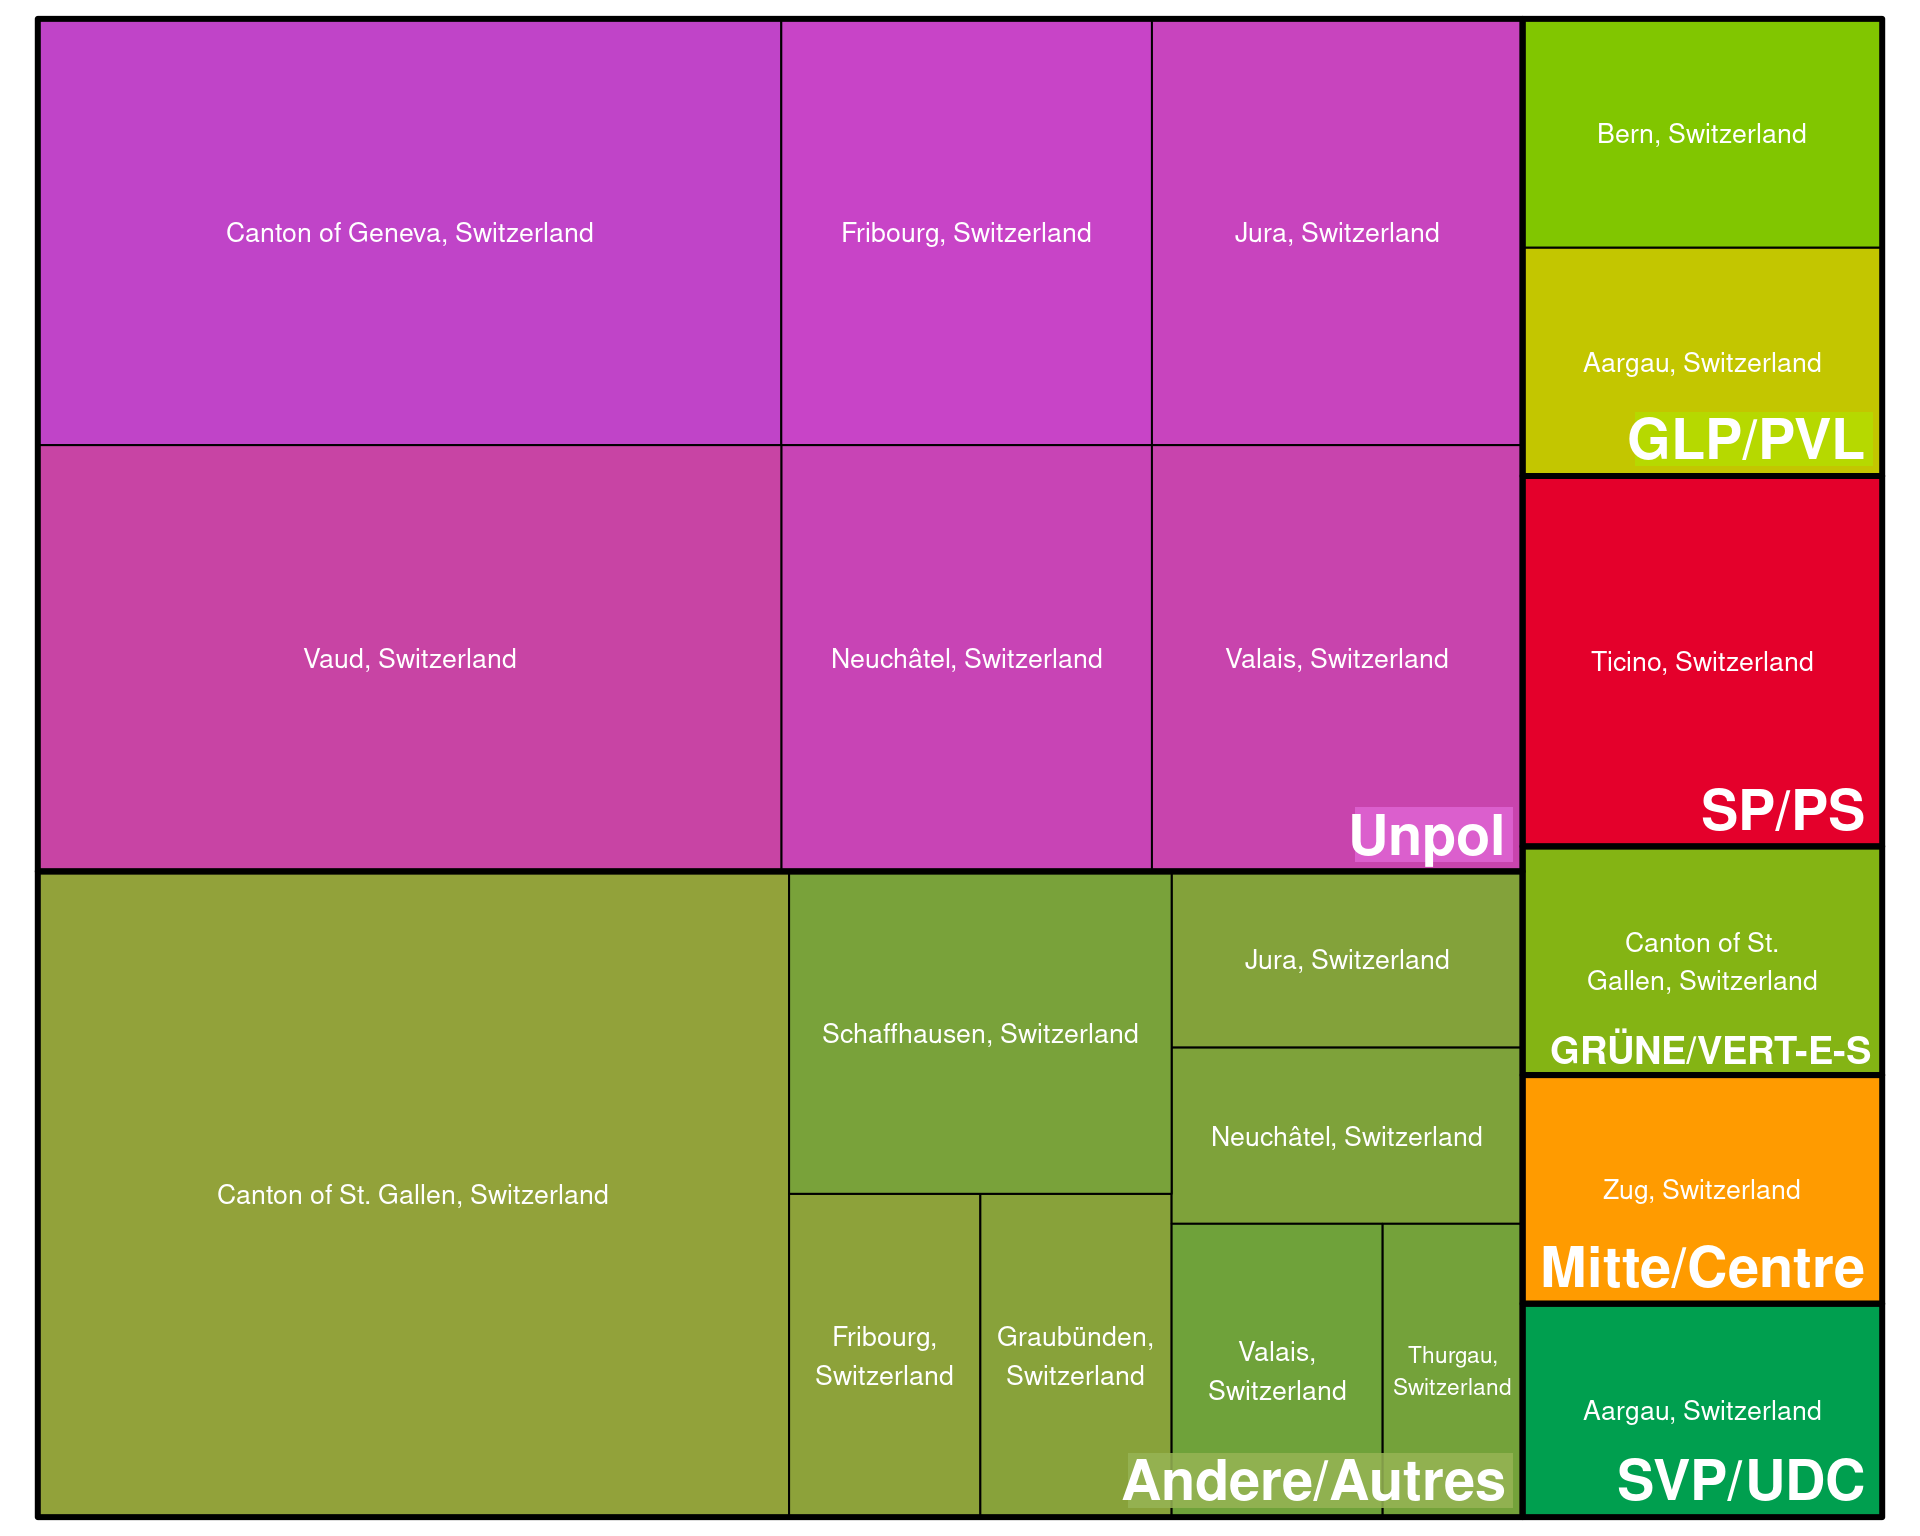 Canton of Geneva, Switzerland
Fribourg, Switzerland
Jura, Switzerland
Vaud, Switzerland
Neuchâtel, Switzerland
Valais, Switzerland
Unpol
Canton of St. Gallen, Switzerland
Schaffhausen, Switzerland
Jura, Switzerland
Neuchâtel, Switzerland
Fribourg,
Switzerland
Graubünden,
Switzerland
Valais,
Switzerland
Thurgau,
Switzerland
Andere/Autres
Bern, Switzerland
Aargau, Switzerland
GLP/PVL
Ticino, Switzerland
SP/PS
Canton of St.
Gallen, Switzerland
GRÜNE/VERT-E-S
Zug, Switzerland
Mitte/Centre
Aargau, Switzerland
SVP/UDC